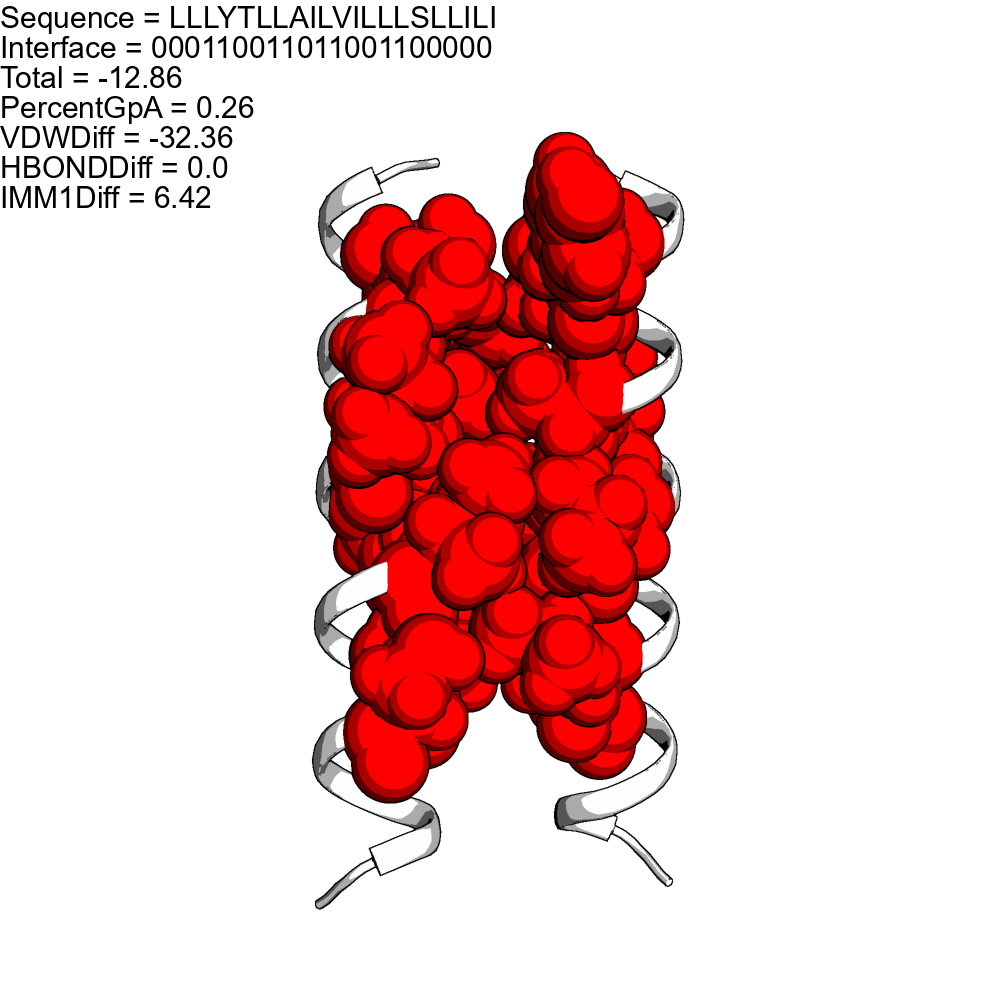 Sequence = LLLYTLLAILVILLLSLLILI
Interface = 000110011011001100000
Total = -12.86
PercentGpA = 0.26
VDWDiff = -32.36
HBONDDiff = 0.0
IMM1Diff = 6.42